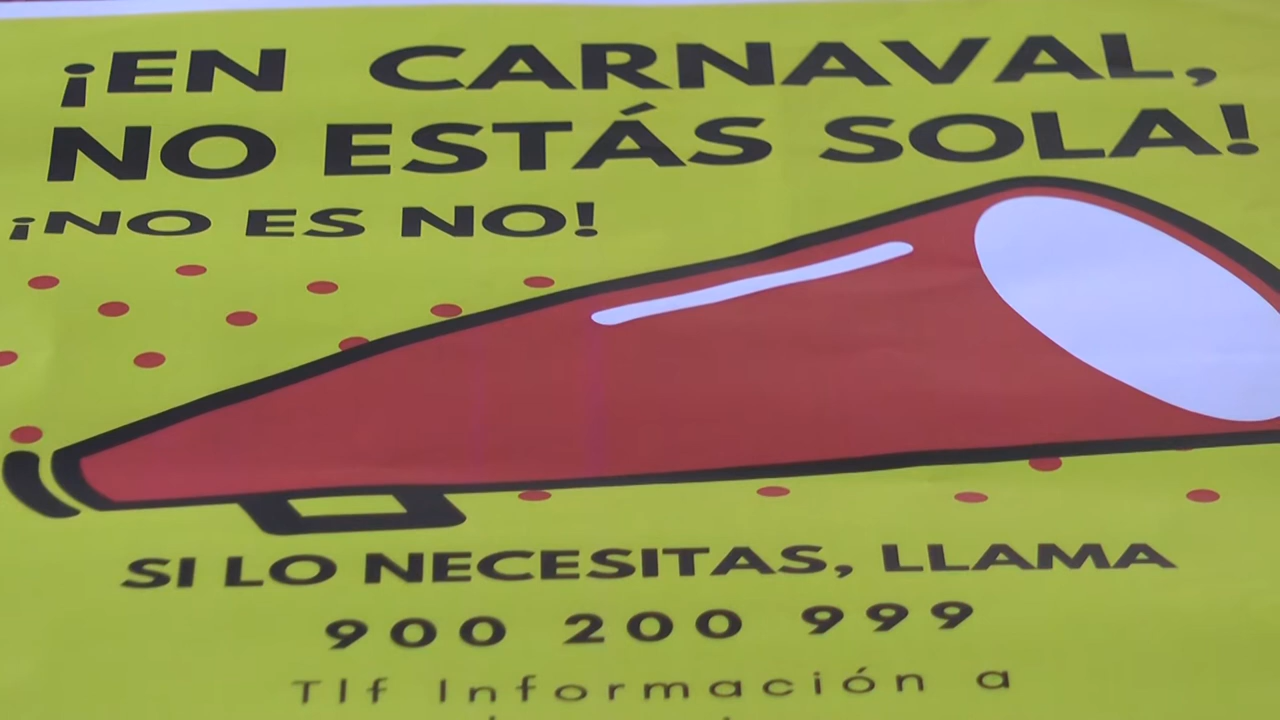 ¡EN CARNAVAL,
NO ESTÁS SOLA!
¡NO ES NO!
SI LO NECESITAS, LLAMA
900 200 999
Tlf Información a